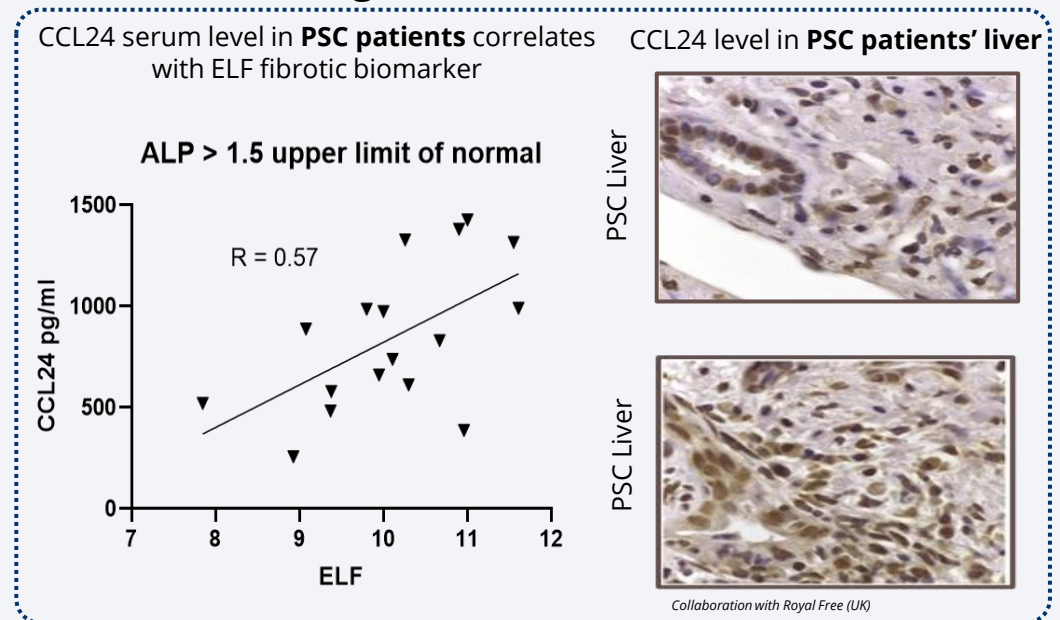 CCL24 serum level in PSC patients correlates
with ELF fibrotic biomarker
ALP > 1.5 upper limit of normal
1500
1000
500
0
CCL24 pg/ml
R = 0.57
7 8 9 10 11 12
ELF
CCL24 level in PSC patients' liver
PSC Liver
PSC Liver
Collaboration with Royal Free (UK)